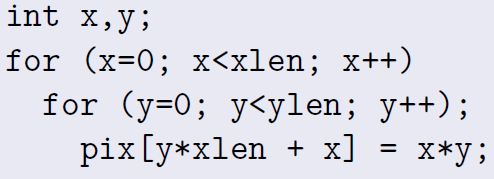 int x,y;
for (x=0; x<xlen; x++)
  for (y=0; y<ylen; y++);
    pix[y*xlen + x] = x*y;